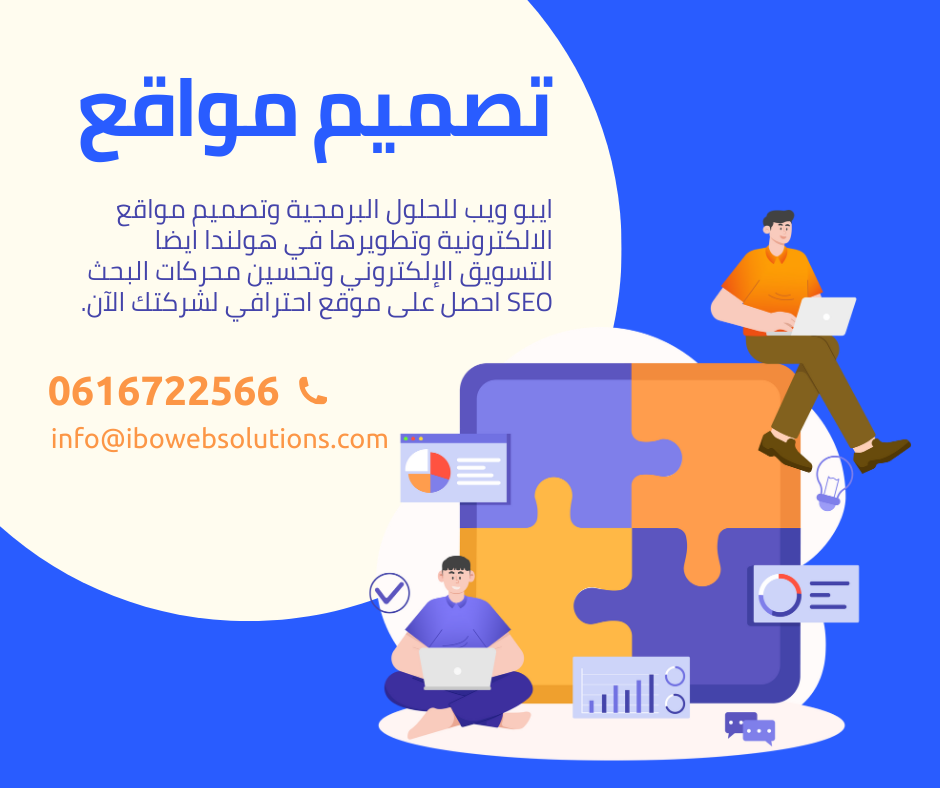 تصميم مواقع
ايبو ويب للحلول البرمجية وتصميم مواقع
الالكترونية وتطويرها في هولندا ايضا
التسويق الإلكتروني وتحسين محركات البحث
SEO احصل على موقع احترافي لشركتك الآن.
0616722566
info@ibowebsolutions.com